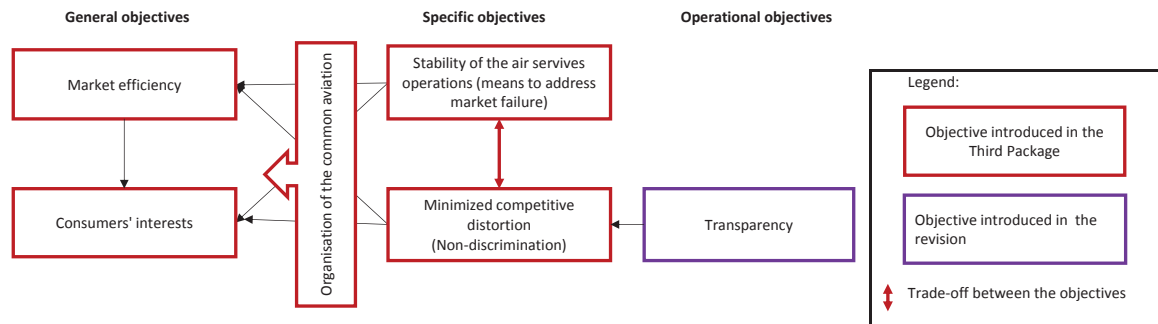 General objectives
Specific objectives
Operational objectives
Market efficiency
Consumers' interests
Organisation of the common aviation
Stability of the air servives
operations (means to address
market failure)
Minimized competitive
distortion
(Non-discrimination)
Transparency
Legend:
Objective introduced in the
Third Package
Objective introduced in the
revision
Trade-off between the objectives